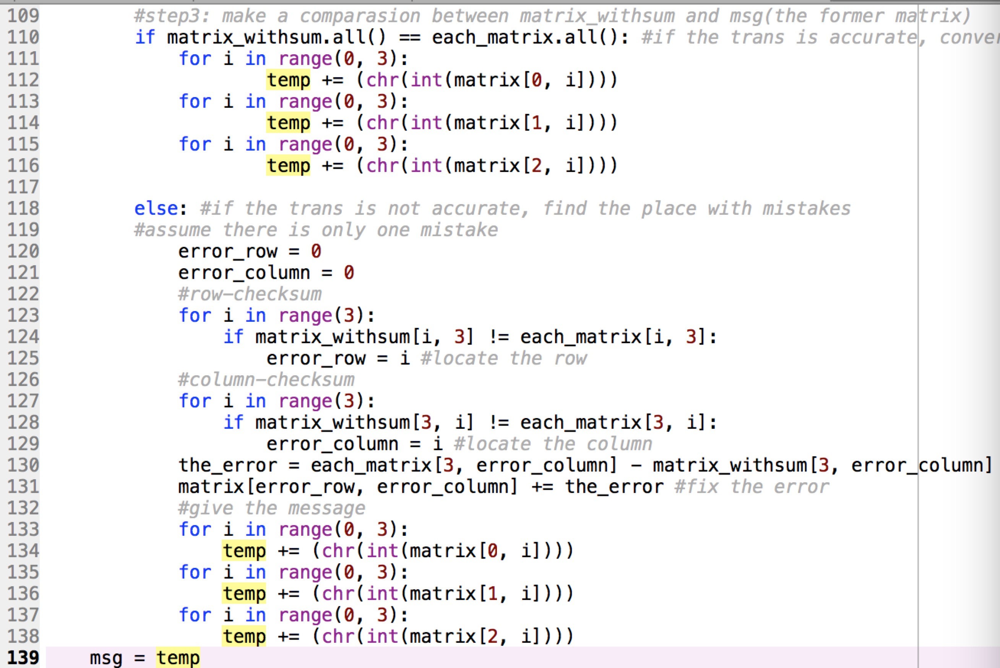 109 #step3: make a comparasion between matrix_withsum and msg(the former matrix)
110 if matrix_withsum.all() == each_matrix.all(): #if the trans is accurate,
111 for i in range(0, 3):
112 temp += (chr(int(matrix[0, i])))
113 for i in range(0, 3):
114 temp += (chr(int(matrix[1, i])))
115 for i in range(0, 3):
116 temp += (chr(int(matrix[2, i])))
117
118 else: #if the trans is not accurate, find the place with mistakes
119 #assume there is only one mistake
120 error_row = 0
121 error_column = 0
122 #row-checksum
123 for i in range(3):
124 if matrix_withsum[i, 3] != each_matrix[i, 3]:
125 error_row = i #locate the row
126 #column-checksum
127 for i in range(3):
128 if matrix_withsum[3, i] != each_matrix[3, i]:
129 error_column = i #locate the column
130 the_error = each_matrix[3, error_column] - matrix_withsum[3, error_column]
131 matrix[error_row, error_column] += the_error #fix the error
132 #give the message
133 for i in range(0, 3):
134 temp += (chr(int(matrix[0, i])))
135 for i in range(0, 3):
136 temp += (chr(int(matrix[1, i])))
137 for i in range(0, 3):
138 temp += (chr(int(matrix[2, i])))
139 msg = temp